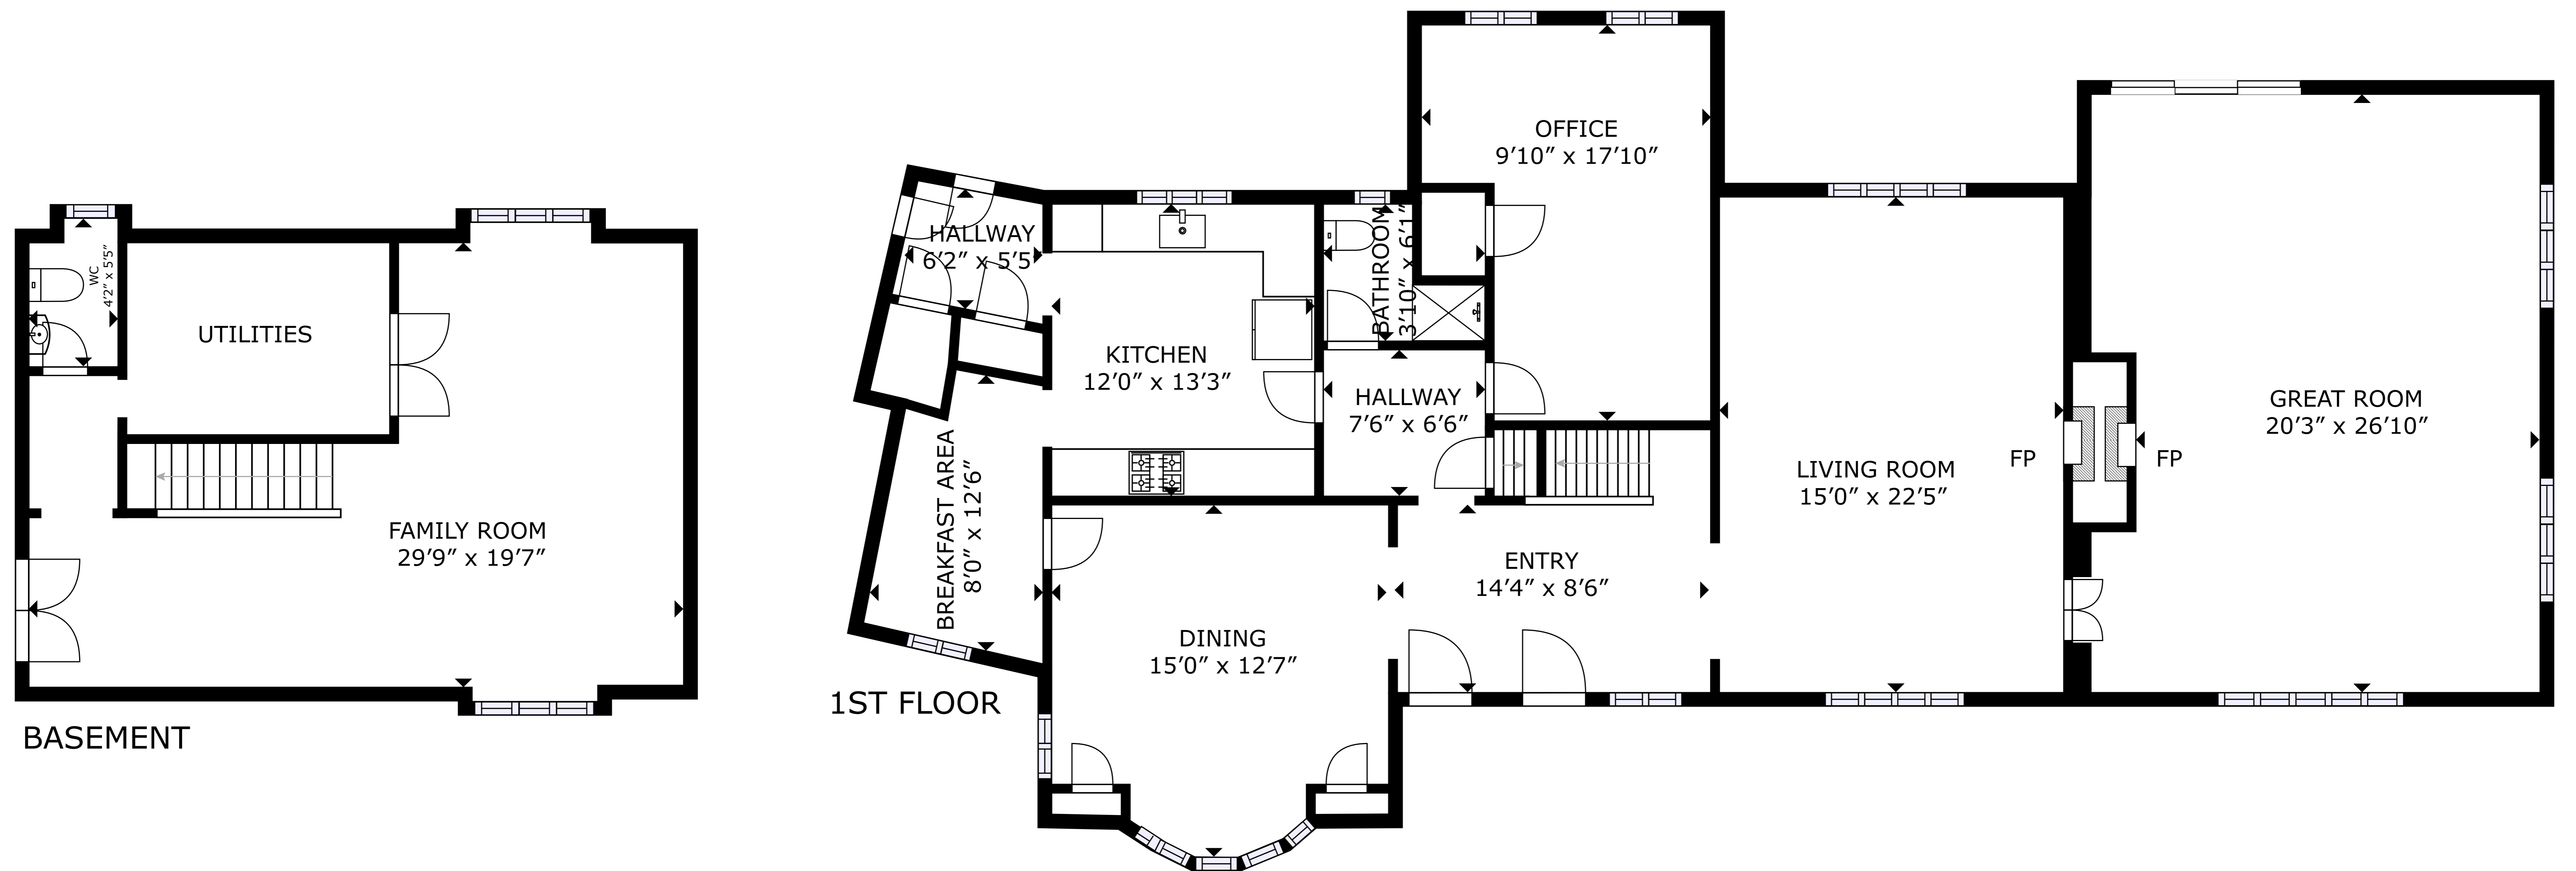 WC
4'2" x 5'5"
UTILITIES
FAMILY ROOM
29'9" x 19'7"
BASEMENT
HALLWAY
6'2" x 5'5"
KITCHEN
12'0" x 13'3"
BREAKFAST AREA
8'0" x 12'6"
1ST FLOOR
BATHROOM
3'10" x 6'1"
HALLWAY
7'6" x 6'6"
OFFICE
9'10" x 17'10"
DINING
15'0" x 12'7"
ENTRY
14'4" x 8'6"
LIVING ROOM
15'0" x 22'5"
FP
FP
GREAT ROOM
20'3" x 26'10"